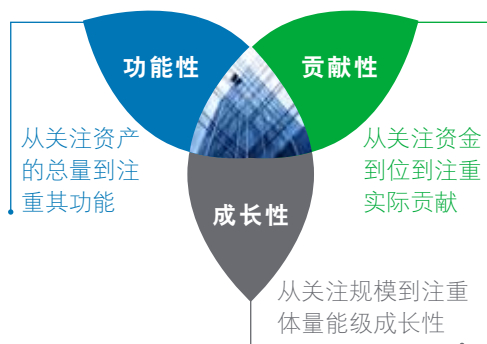 功能性
贡献性
从关注资产
的总量到注
重其功能
从关注资金
到位到注重
实际贡献
成长性
从关注规模到注重
体量能级成长性